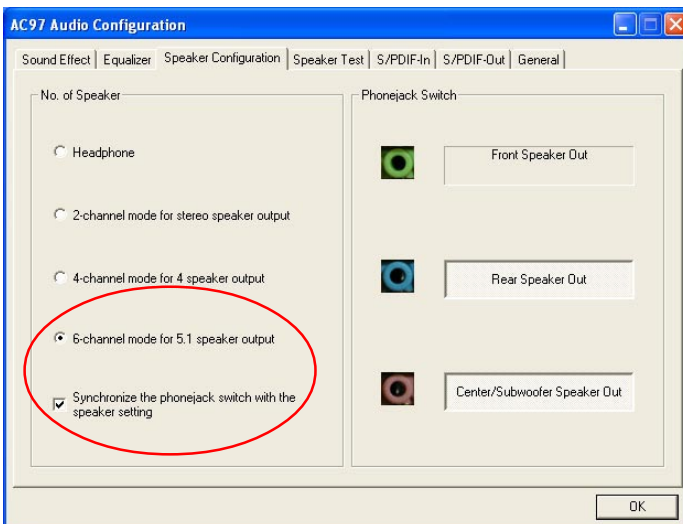 AC97 Audio Configuration
Sound Effect
Equalizer
Speaker Configuration
Speaker Test
S/PDIF-In
S/PDIF-Out
General
No. of Speaker
Headphone
2-channel mode for stereo speaker output
4-channel mode for 4 speaker output
6-channel mode for 5.1 speaker output
Synchronize the phonejack switch with the
speaker setting
Phonejack Switch
Front Speaker Out
Rear Speaker Out
Center/Subwoofer Speaker Out
OK